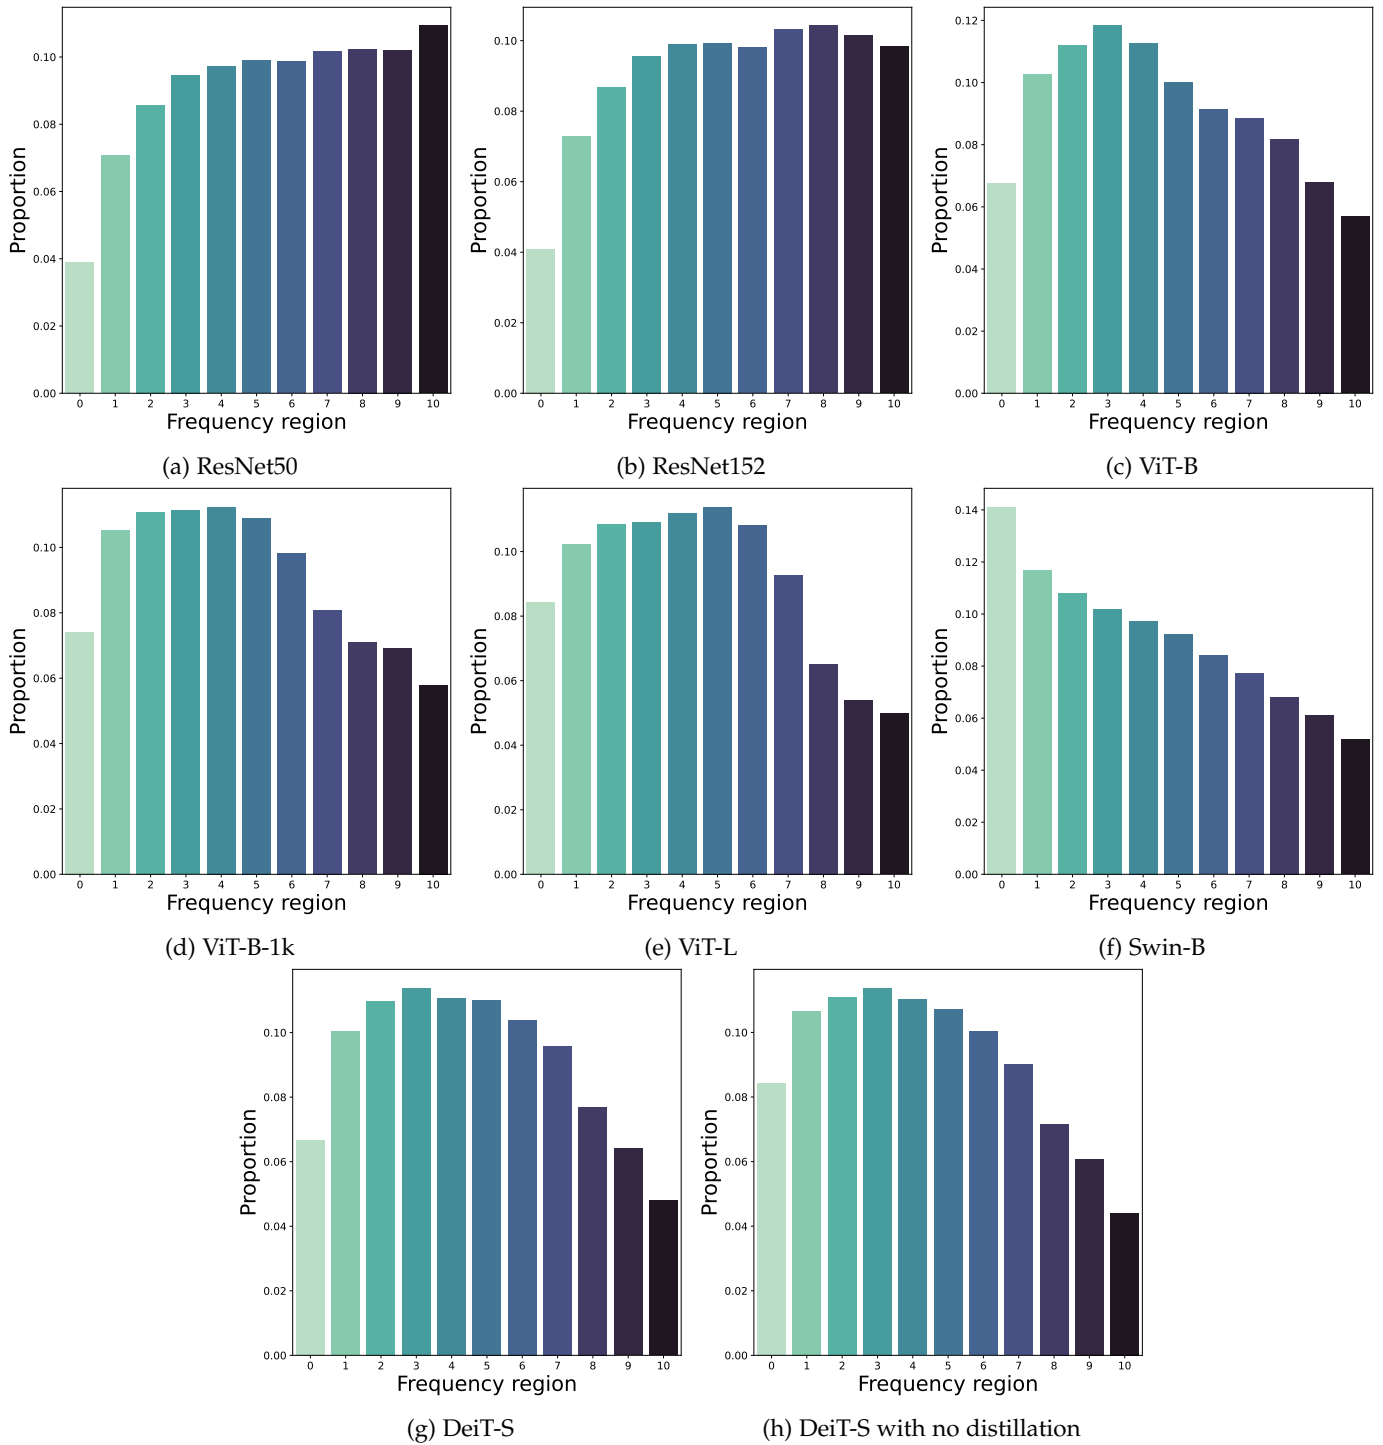 0.10
0.08
0.06
0.04
0.02
0.00
Proportion
0 1 2 3 4 5 6 7 8 9 10
Frequency region
(a) ResNet50
0.10
0.08
0.06
0.04
0.02
0.00
Proportion
0 1 2 3 4 5 6 7 8 9 10
Frequency region
(b) ResNet152
0.12
0.10
0.08
0.06
0.04
0.02
0.00
Proportion
0 1 2 3 4 5 6 7 8 9 10
Frequency region
(c) ViT-B
0.10
0.08
0.06
0.04
0.02
0.00
Proportion
0 1 2 3 4 5 6 7 8 9 10
Frequency region
(d) ViT-B-1k
0.10
0.08
0.06
0.04
0.02
0.00
Proportion
0 1 2 3 4 5 6 7 8 9 10
Frequency region
(e) ViT-L
0.14
0.12
0.10
0.08
0.06
0.04
0.02
0.00
Proportion
0 1 2 3 4 5 6 7 8 9 10
Frequency region
(f) Swin-B
0.10
0.08
0.06
0.04
0.02
0.00
Proportion
0 1 2 3 4 5 6 7 8 9 10
Frequency region
(g) DeiT-S
0.10
0.08
0.06
0.04
0.02
0.00
Proportion
0 1 2 3 4 5 6 7 8 9 10
Frequency region
(h) DeiT-S with no distillation